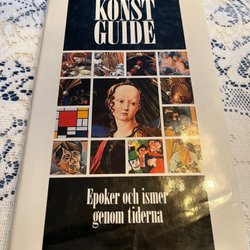 KONST
GUIDE
Epoker och ismer
genom tiderna